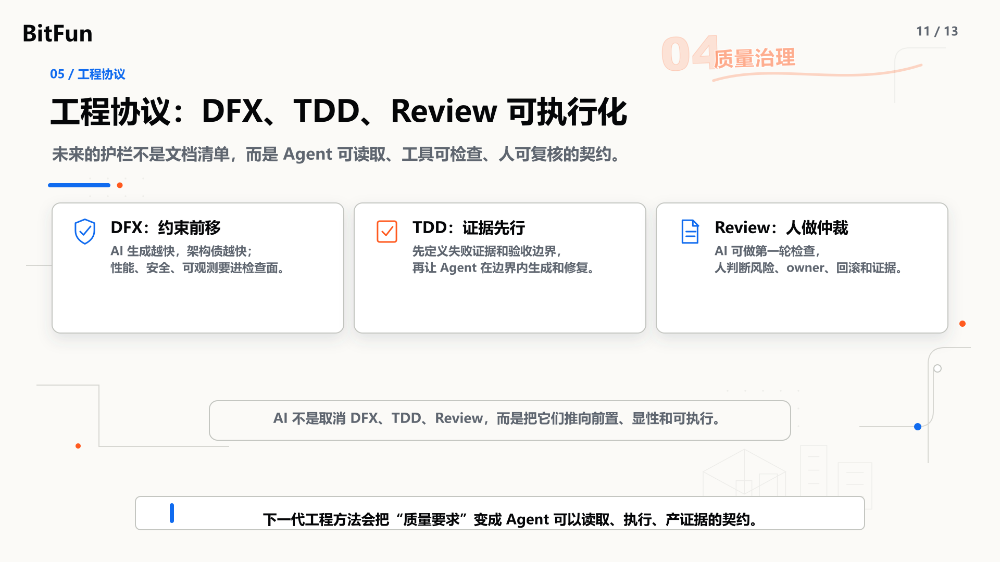 BitFun
11 / 13
04 质量治理
05 / 工程协议
工程协议：DFX、TDD、Review 可执行化
未来的护栏不是文档清单，而是 Agent 可读取、工具可检查、人可复核的契约。
DFX：约束前移
AI 生成越快，架构债越快；
性能、安全、可观测要进检查面。
TDD：证据先行
先定义失败证据和验收边界，
再让 Agent 在边界内生成和修复。
Review：人做仲裁
AI 可做第一轮检查，
人判断风险、owner、回滚和证据。
AI 不是取消 DFX、TDD、Review，而是把它们推向前置、显性和可执行。
下一代工程方法会把“质量要求”变成 Agent 可以读取、执行、产证据的契约。